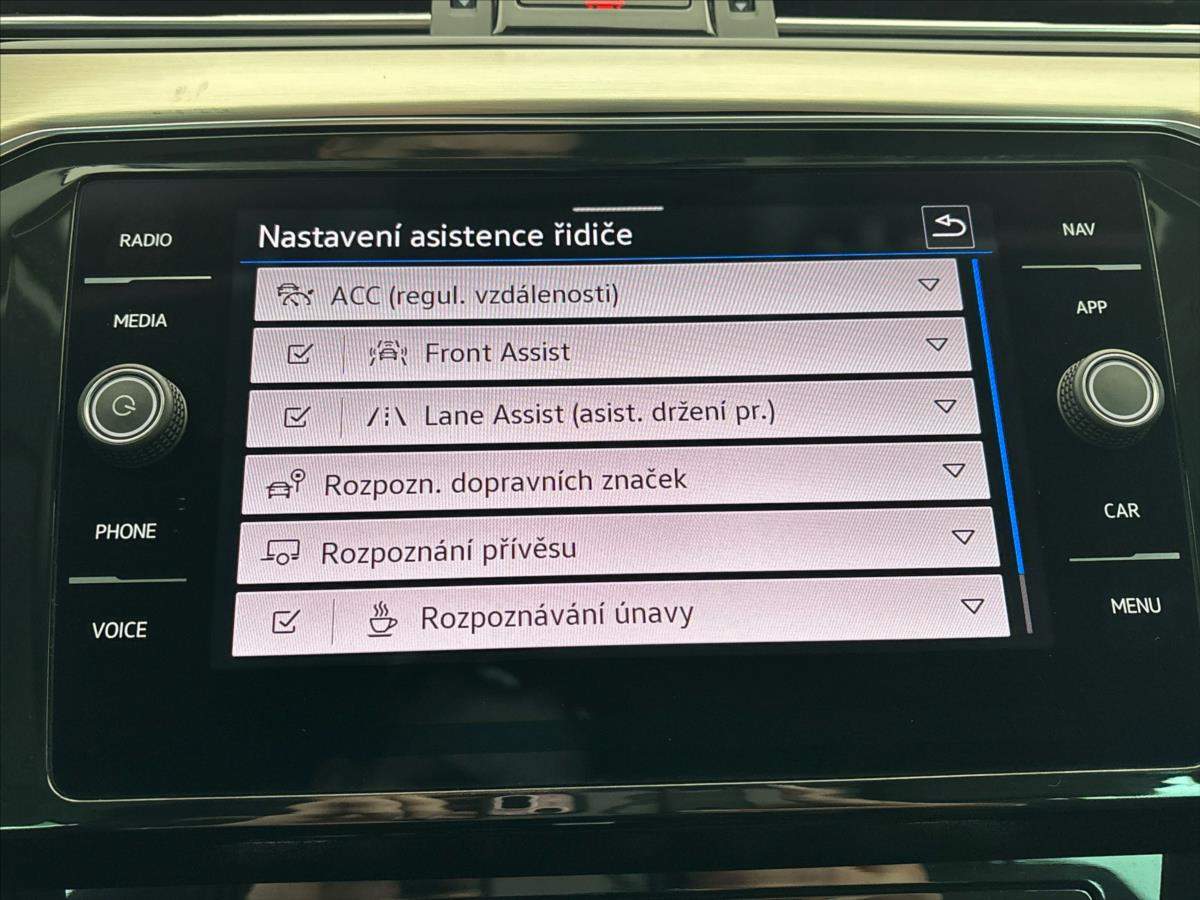 Nastavení asistence řidiče
RADIO
NAV
ACC (regul. vzdálenosti)
MEDIA
APP
Front Assist
Lane Assist (asist. držení pr.)
Rozpozn. dopravních značek
PHONE
CAR
Rozpoznání přívěsu
VOICE
MENU
Rozpoznávání únavy